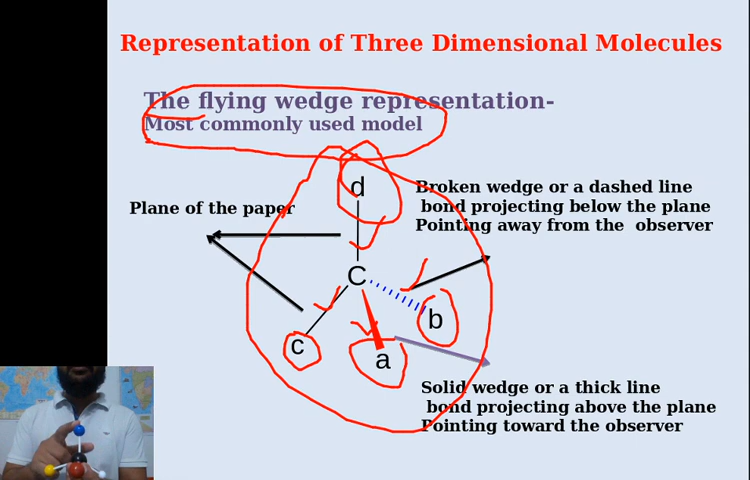 Representation of Three Dimensional Molecules
The flying wedge representation-
Most commonly used model
d
Plane of the paper
Broken wedge or a dashed line
bond projecting below the plane
Pointing away from the observer
C
b
c
a
Solid wedge or a thick line
bond projecting above the plane
Pointing toward the observer